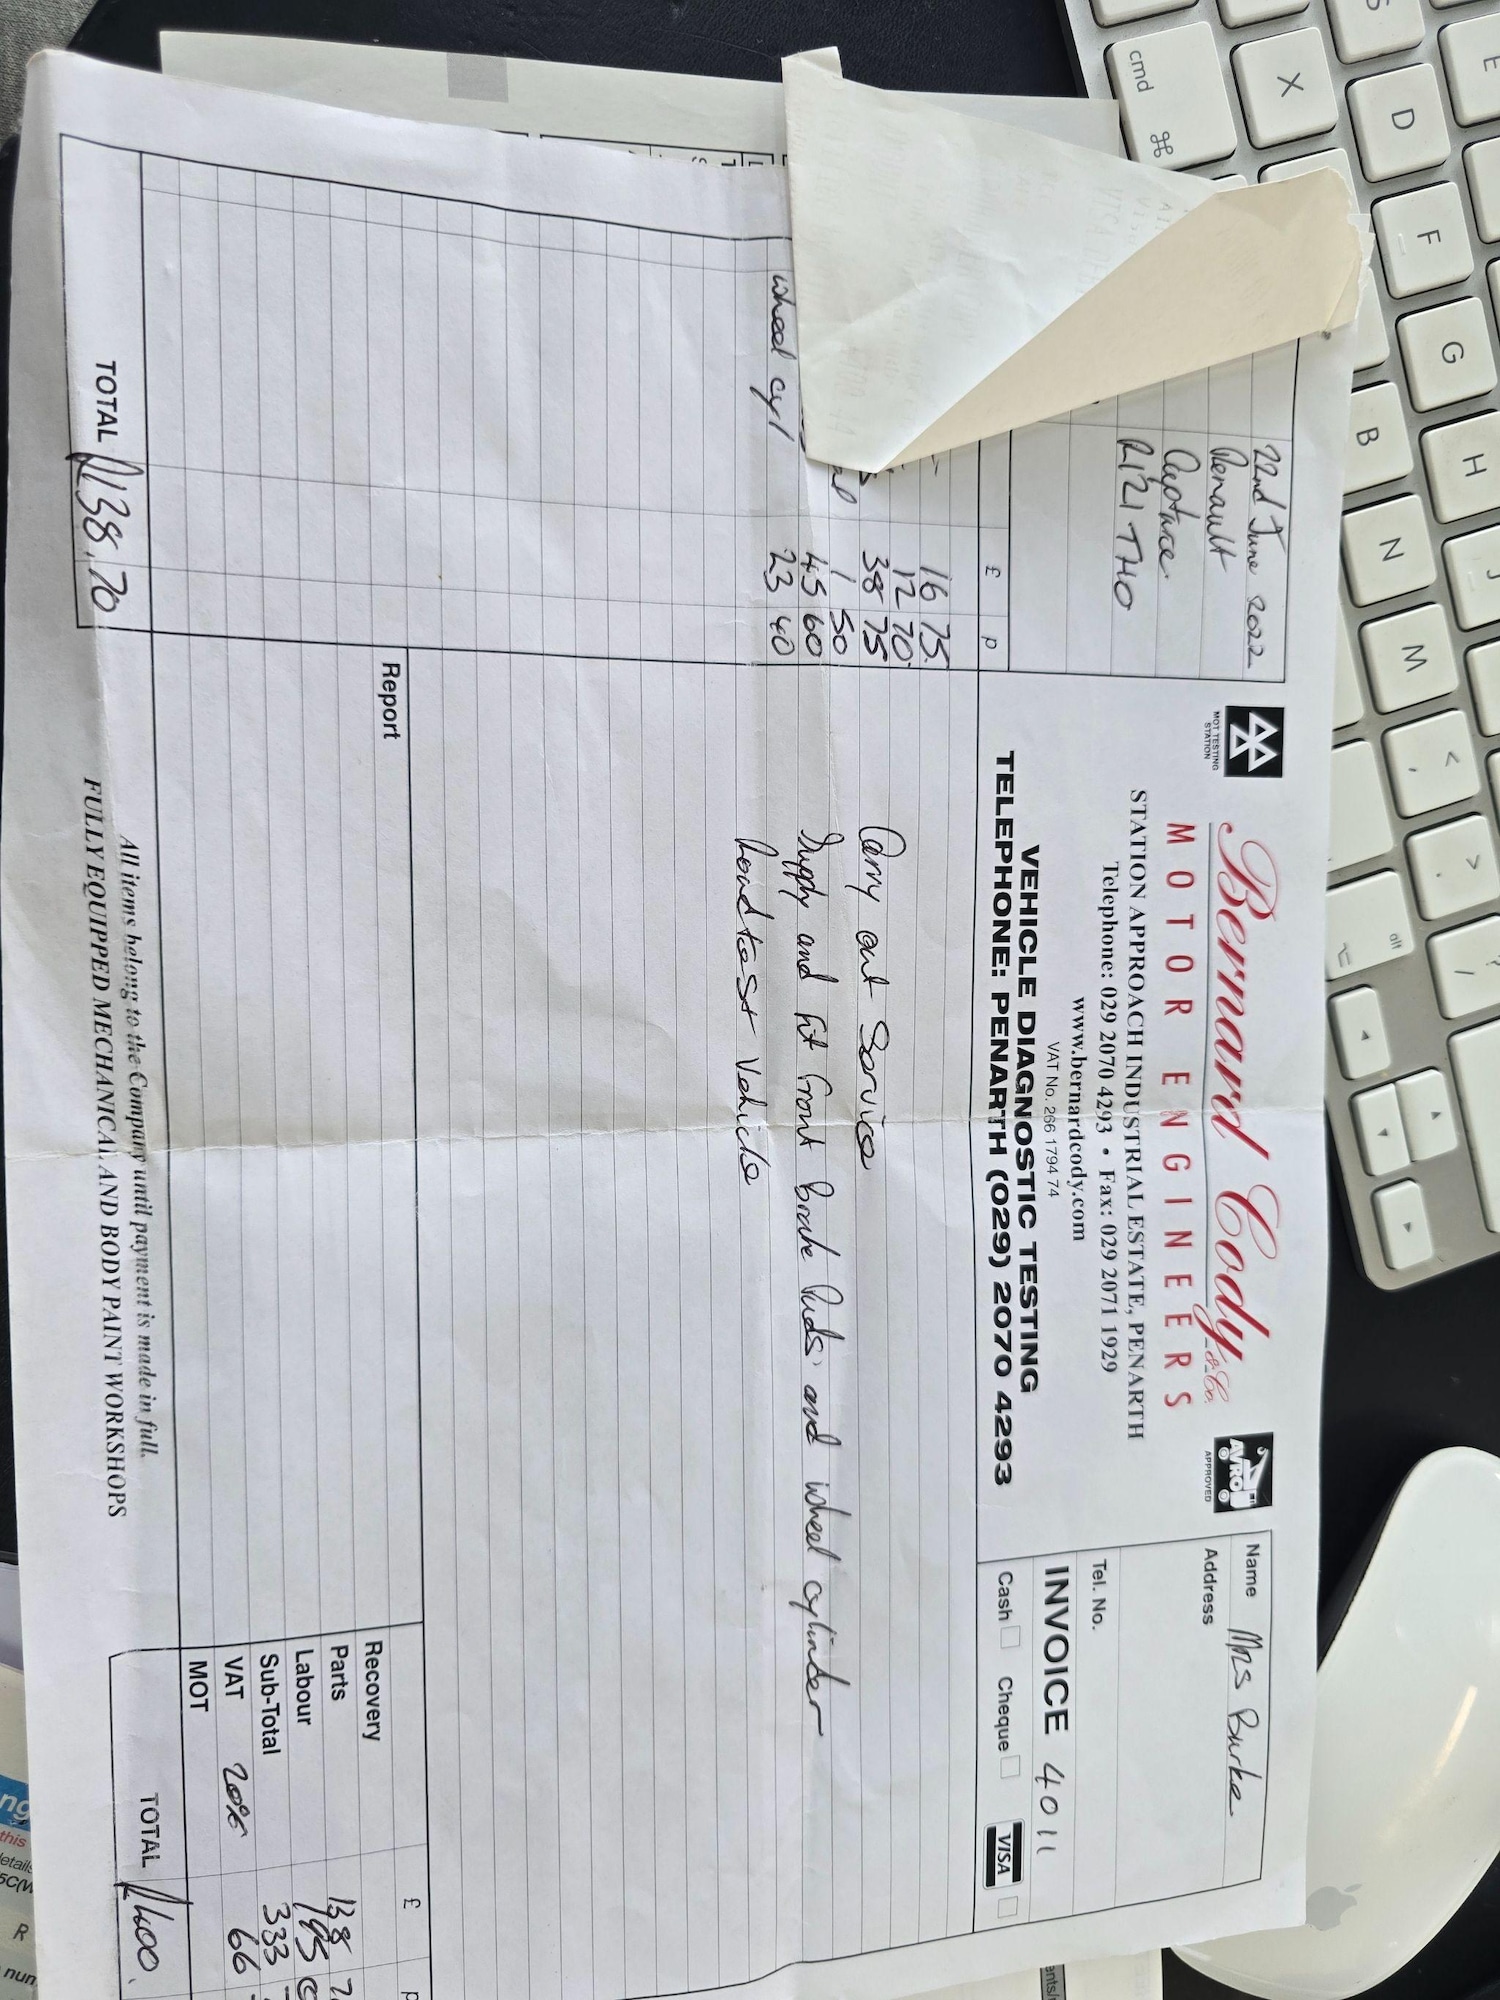 22nd June 2022
Renault
Capture
R121 THO
£ p
16 75
12 70
38 75
1 50
45 60
wheel cyl 23 40
TOTAL £138.70
MOT TESTING
STATION
Bernard Cody & Co.
MOTOR ENGINEERS
STATION APPROACH INDUSTRIAL ESTATE, PENARTH
Telephone: 029 2070 4293 • Fax: 029 2071 1929
www.bernardcody.com
VAT No. 266 1794 74
VEHICLE DIAGNOSTIC TESTING
TELEPHONE: PENARTH (029) 2070 4293
AVRO
APPROVED
Name Mrs Burke
Address
Tel. No.
INVOICE 4011
Cash Cheque VISA
Carry out Service
Supply and fit front brake pads and wheel cylinder
Road test vehicle
Report
£ p
Recovery
Parts 138
Labour 195
Sub-Total 333
VAT 20% 66
MOT
TOTAL £400.
All items belong to the Company until payment is made in full.
FULLY EQUIPPED MECHANICAL AND BODY PAINT WORKSHOPS
cmd ⌘
X
D
F
G
H
B
N
M
< ,
> .
? /
alt ⌥
E
S
J